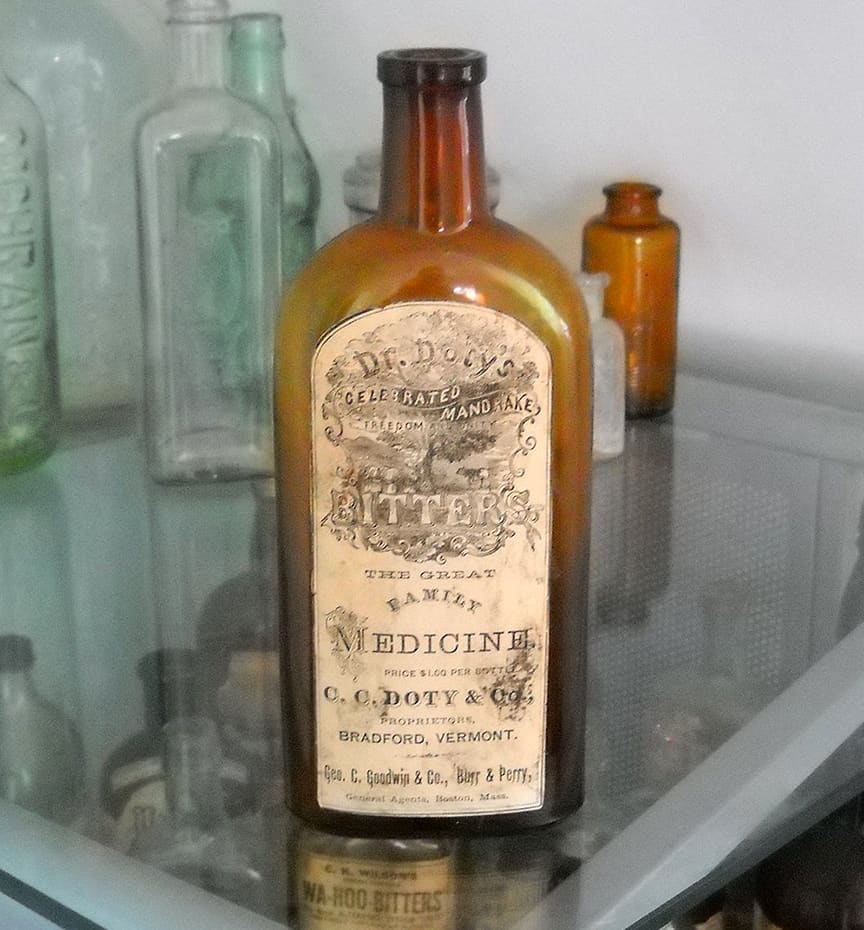 Dr. Doty's
CELEBRATED
MANDRAKE
FREEDOM
BITTERS
THE GREAT
FAMILY
MEDICINE.
PRICE $1.00 PER BOTTLE
C. C. DOTY & Co.,
PROPRIETORS,
BRADFORD, VERMONT.
Geo. C. Goodwin & Co., Burr & Perry,
General Agents, Boston, Mass.
WILSON'S
WA-HOO BITTERS